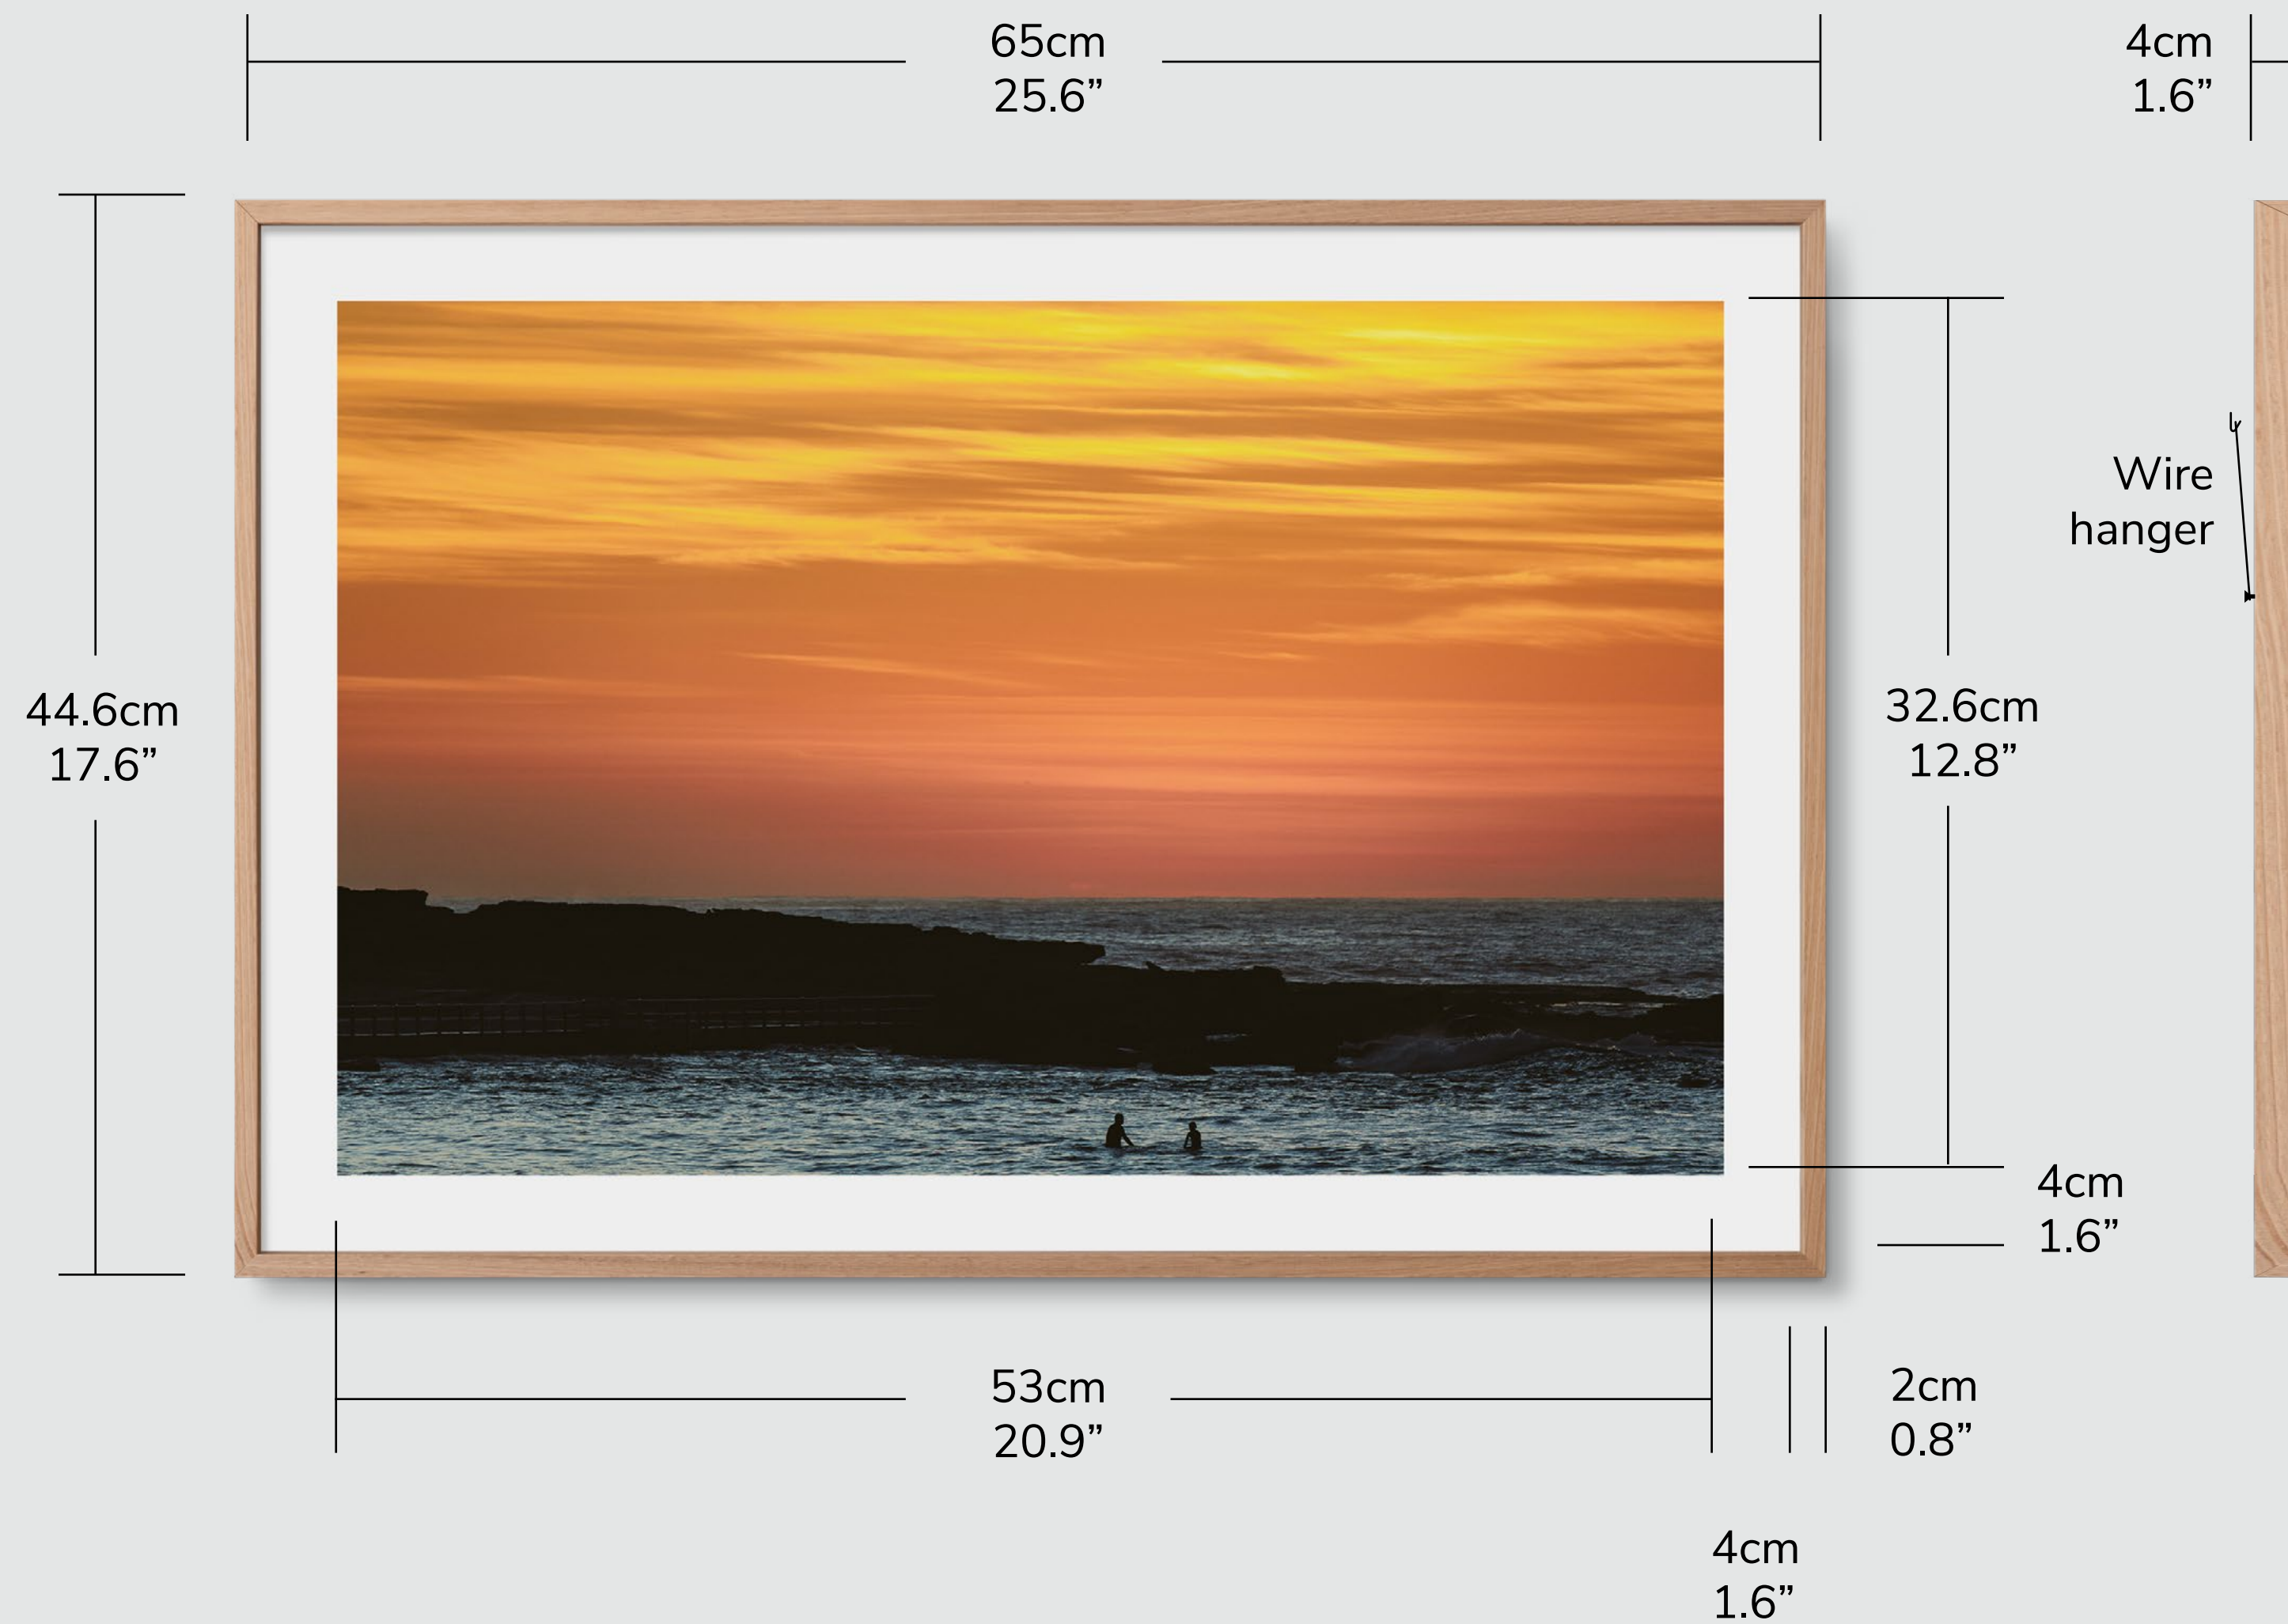 65cm
25.6”
4cm
1.6”
Wire
hanger
44.6cm
17.6”
32.6cm
12.8”
4cm
1.6”
53cm
20.9”
2cm
0.8”
4cm
1.6”